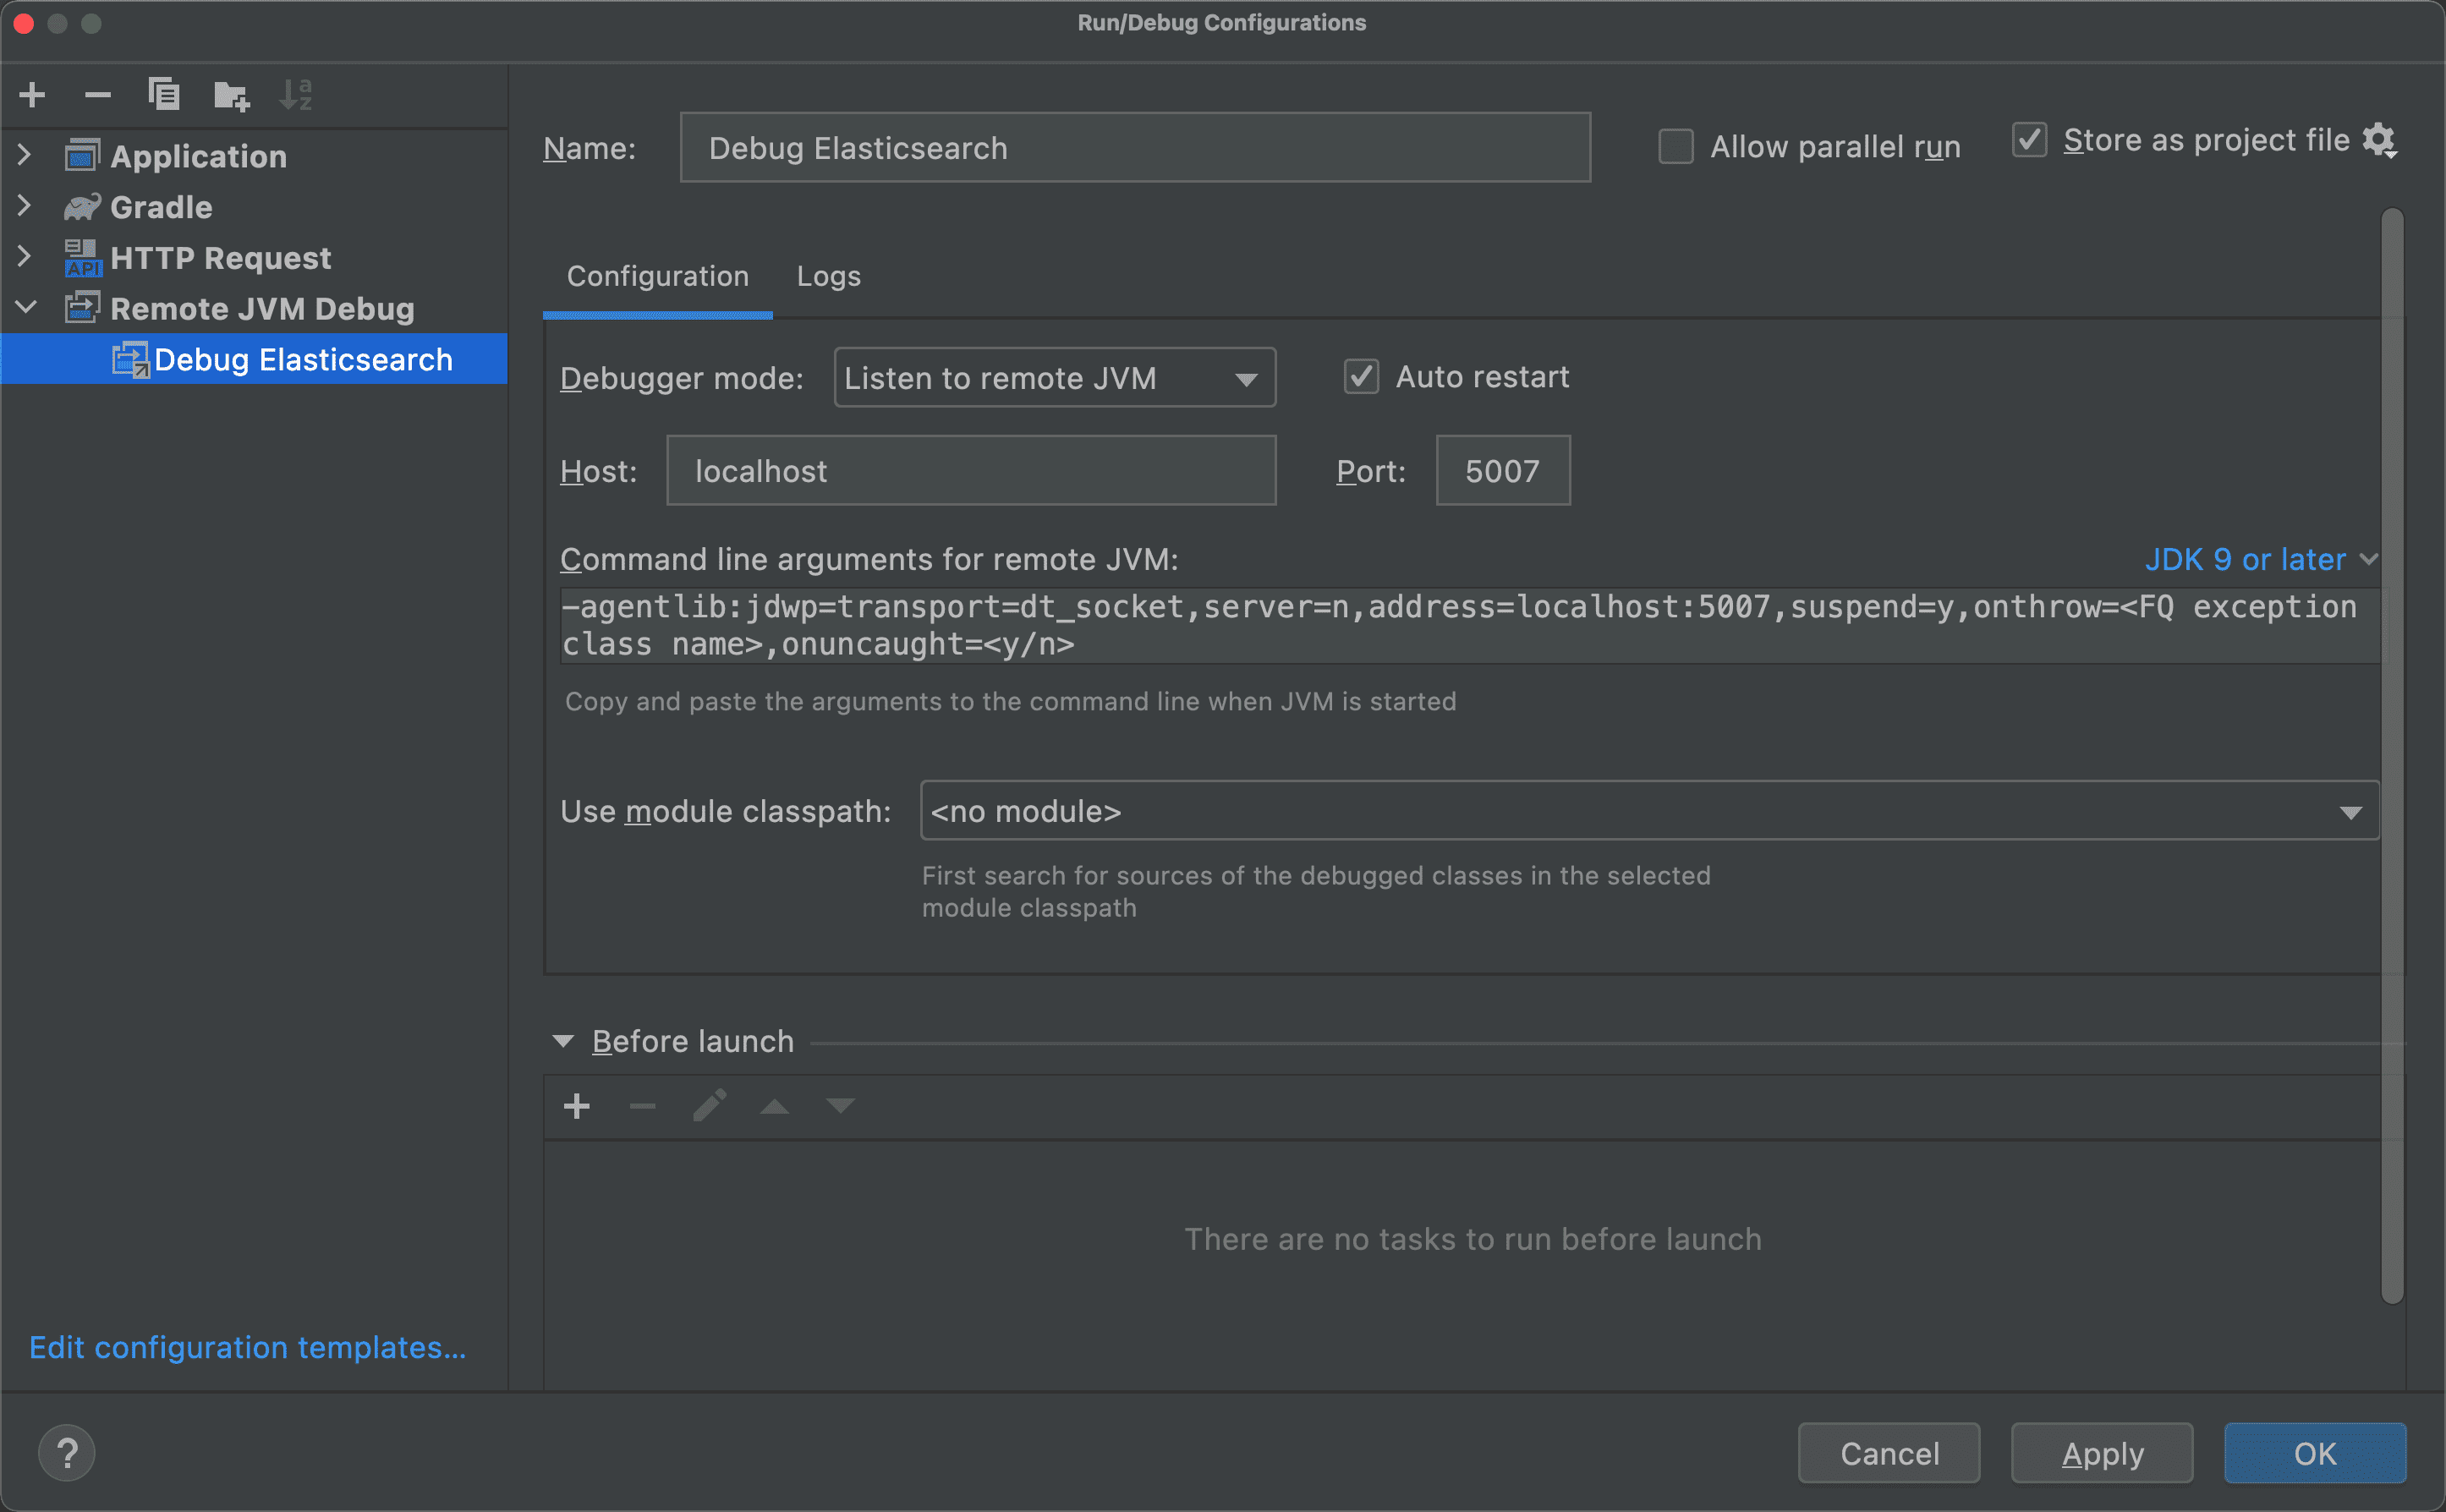 Run/Debug Configurations
Application
Gradle
API
HTTP Request
Remote JVM Debug
Debug Elasticsearch
Edit configuration templates...
Name:
Debug Elasticsearch
Allow parallel run
Store as project file
Configuration
Logs
Debugger mode:
Listen to remote JVM
Auto restart
Host:
localhost
Port:
5007
Command line arguments for remote JVM:
JDK 9 or later
-agentlib:jdwp=transport=dt_socket,server=n,address=localhost:5007,suspend=y,onthrow=<FQ exception
class name>,onuncaught=<y/n>
Copy and paste the arguments to the command line when JVM is started
Use module classpath:
<no module>
First search for sources of the debugged classes in the selected
module classpath
Before launch
There are no tasks to run before launch
?
Cancel
Apply
OK